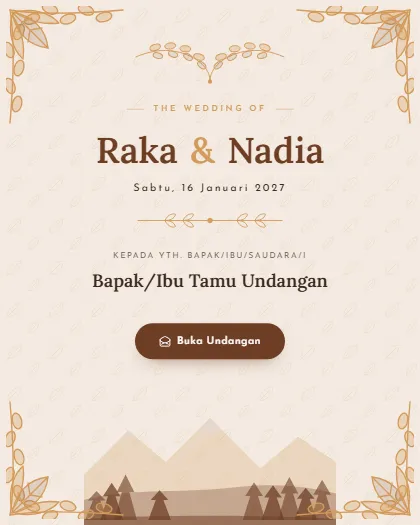 THE WEDDING OF
Raka & Nadia
Sabtu, 16 Januari 2027
KEPADA YTH. BAPAK/IBU/SAUDARA/I
Bapak/Ibu Tamu Undangan
Buka Undangan